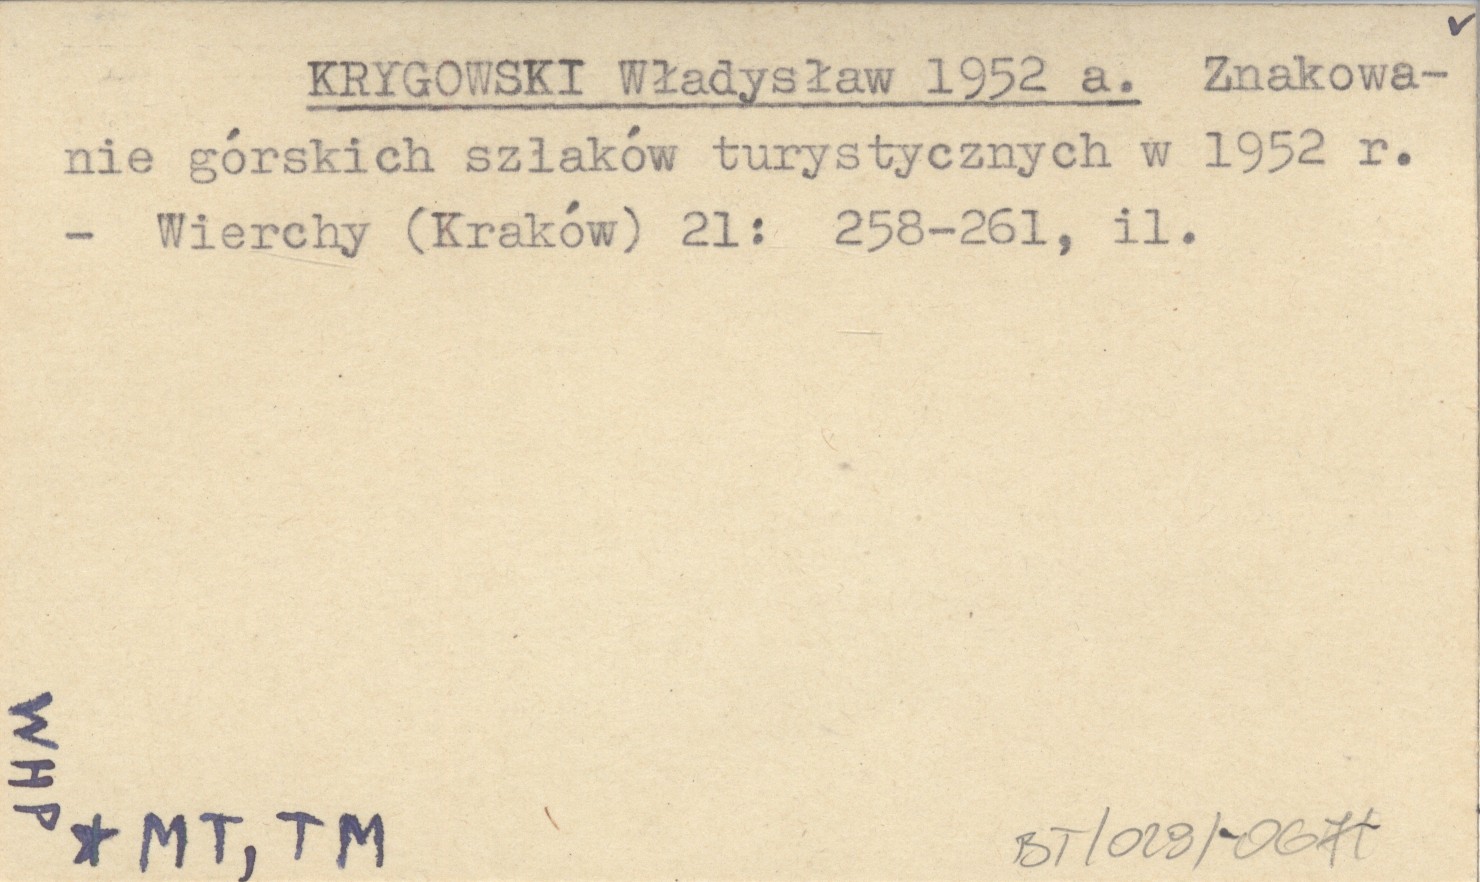 KRYGOWSKI Władysław 1952 a. Znakowa-
nie górskich szlaków turystycznych w 1952 r.
- Wierchy (Kraków) 21: 258-261, il.
WHP
* MT, TM